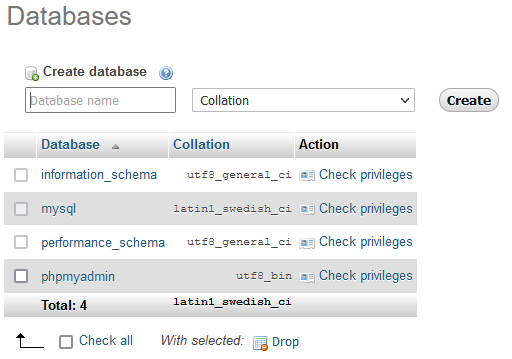 Databases
Create database
Database name Collation Create
Database Collation Action
information_schema utf8_general_ci Check privileges
mysql latin1_swedish_ci Check privileges
performance_schema utf8_general_ci Check privileges
phpmyadmin utf8_bin Check privileges
Total: 4 latin1_swedish_ci
Check all With selected: Drop